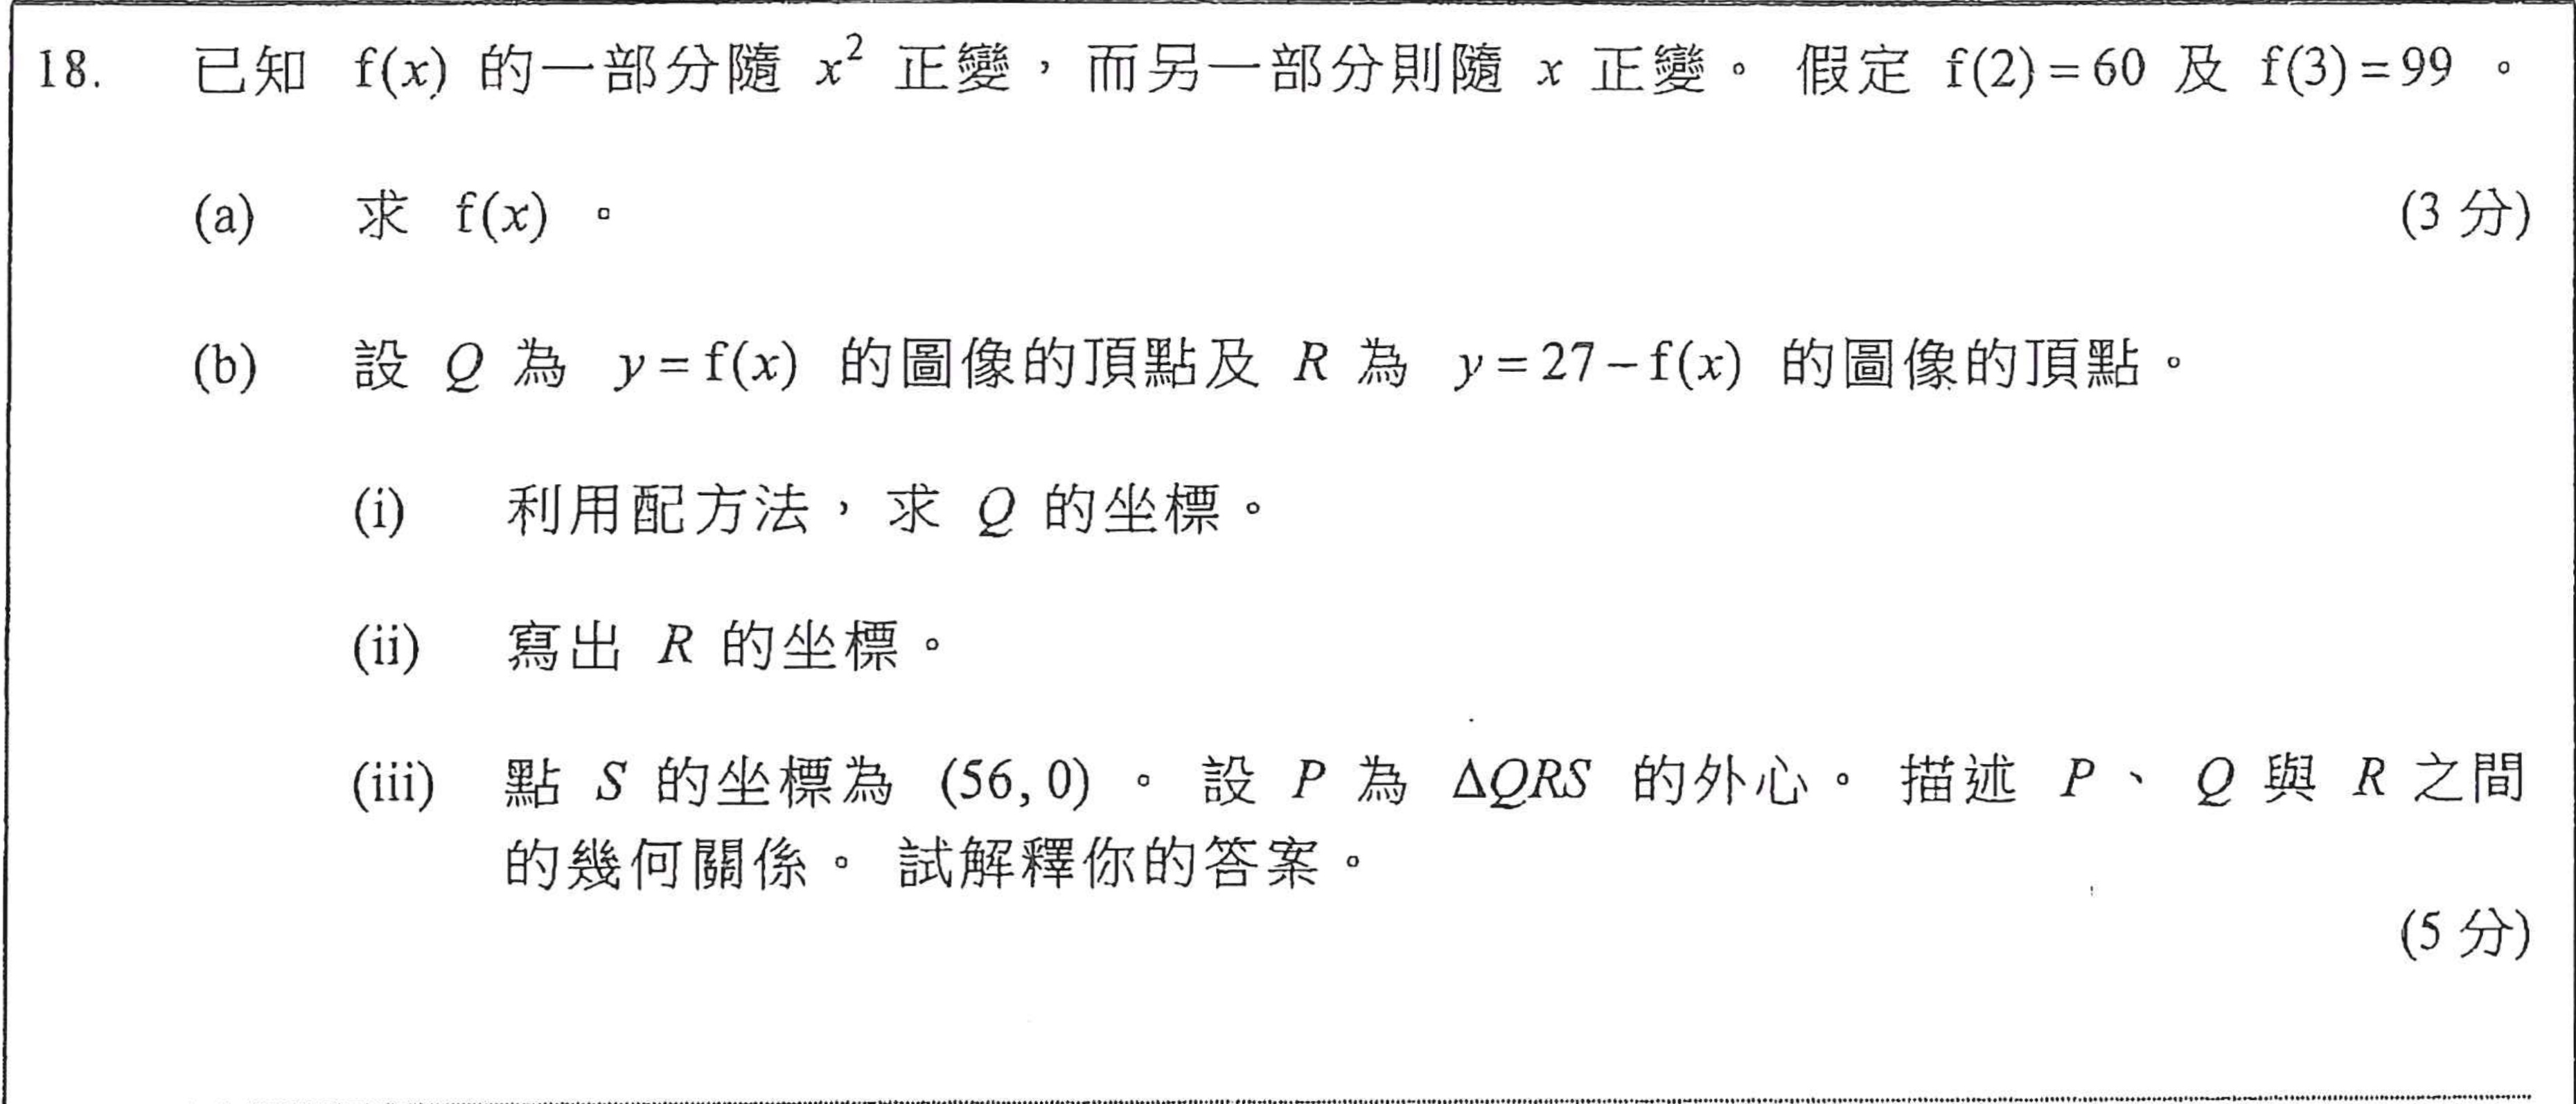 18. 已知 f(x) 的一部分隨 x² 正變，而另一部分則隨 x 正變。 假定 f(2) = 60 及 f(3) = 99 。
(a) 求 f(x) 。 (3 分)
(b) 設 Q 為 y = f(x) 的圖像的頂點及 R 為 y = 27 − f(x) 的圖像的頂點。
(i) 利用配方法，求 Q 的坐標。
(ii) 寫出 R 的坐標。
(iii) 點 S 的坐標為 (56, 0) 。 設 P 為 ΔQRS 的外心。 描述 P 、 Q 與 R 之間
的幾何關係。 試解釋你的答案。
(5 分)